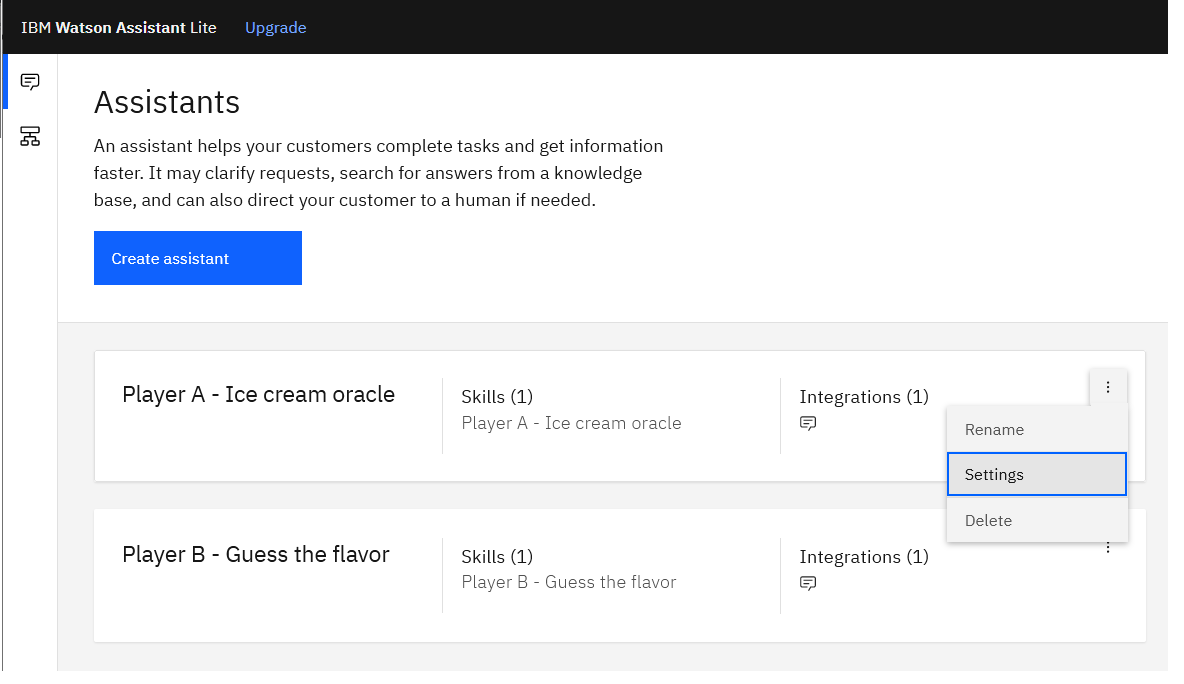 IBM Watson Assistant Lite Upgrade
Assistants
An assistant helps your customers complete tasks and get information
faster. It may clarify requests, search for answers from a knowledge
base, and can also direct your customer to a human if needed.
Create assistant
Player A - Ice cream oracle
Skills (1)
Player A - Ice cream oracle
Integrations (1)
Rename
Settings
Delete
Player B - Guess the flavor
Skills (1)
Player B - Guess the flavor
Integrations (1)